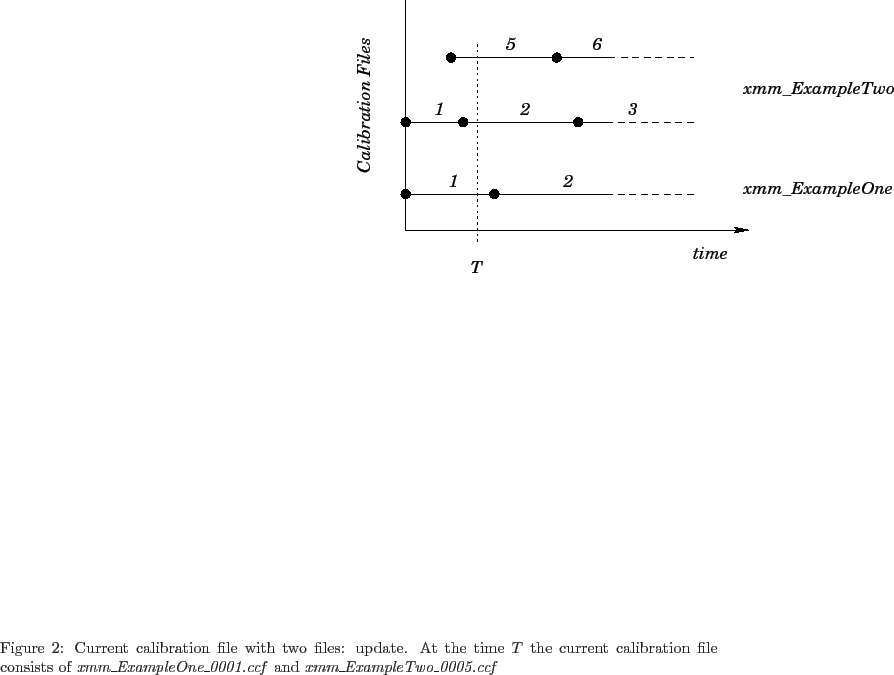 5 6
Calibration Files
xmm_ExampleTwo
1 2 3
1 2
xmm_ExampleOne
time
T
Figure 2: Current calibration file with two files: update. At the time T the current calibration file
consists of xmm_ExampleOne_0001.ccf and xmm_ExampleTwo_0005.ccf